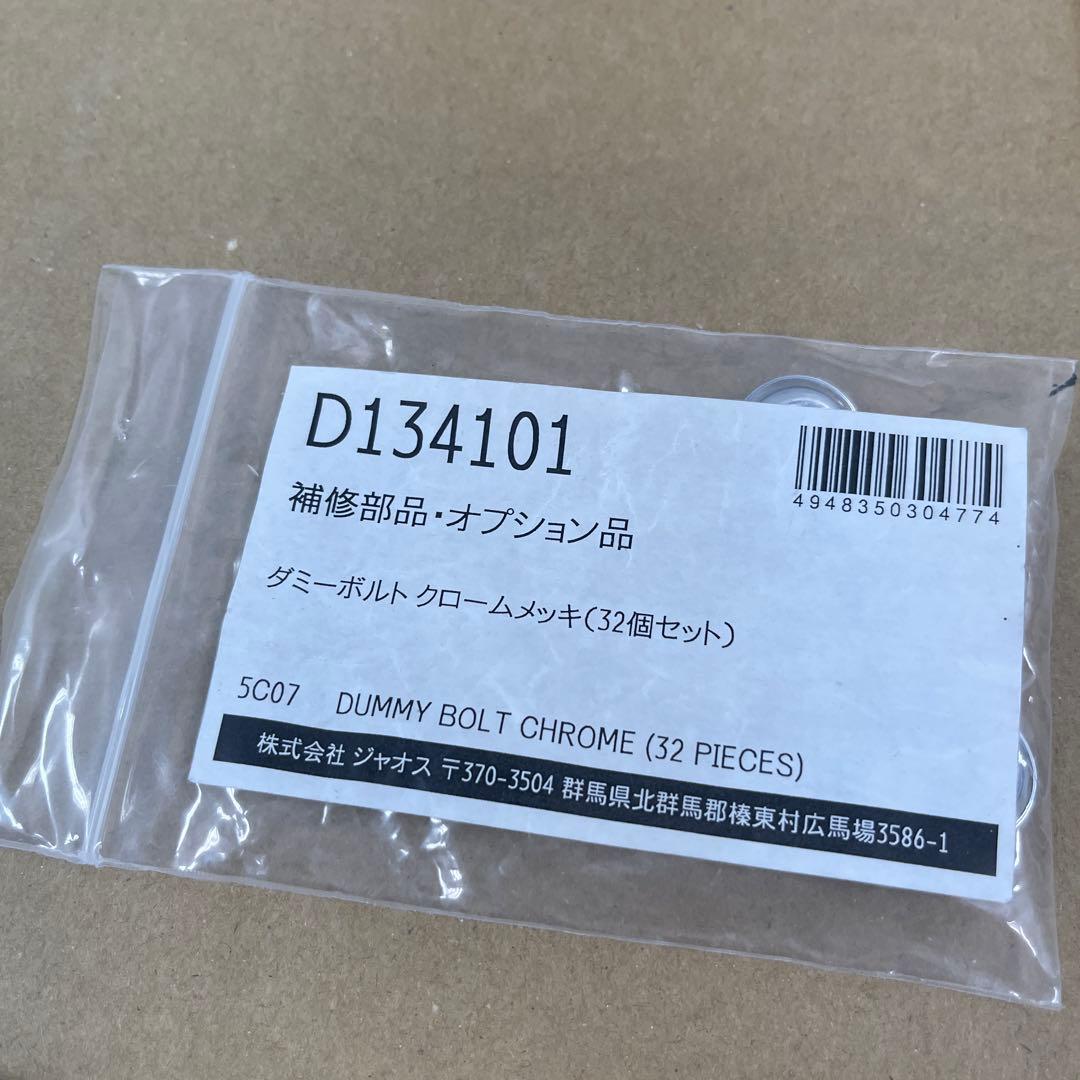 D134101
4948350304774
補修部品・オプション品
ダミーボルト クロームメッキ(32個セット)
5C07 DUMMY BOLT CHROME (32 PIECES)
株式会社 ジャオス 〒370-3504 群馬県北群馬郡榛東村広馬場3586-1